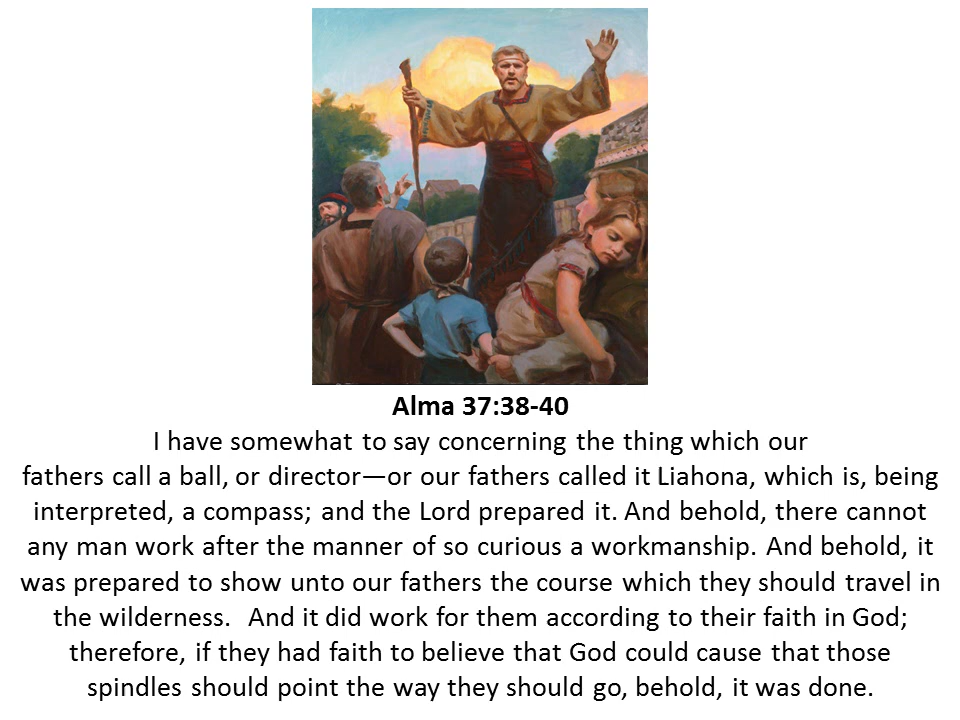 Alma 37:38-40
I have somewhat to say concerning the thing which our
fathers call a ball, or director—or our fathers called it Liahona, which is, being
interpreted, a compass; and the Lord prepared it. And behold, there cannot
any man work after the manner of so curious a workmanship. And behold, it
was prepared to show unto our fathers the course which they should travel in
the wilderness.  And it did work for them according to their faith in God;
therefore, if they had faith to believe that God could cause that those
spindles should point the way they should go, behold, it was done.